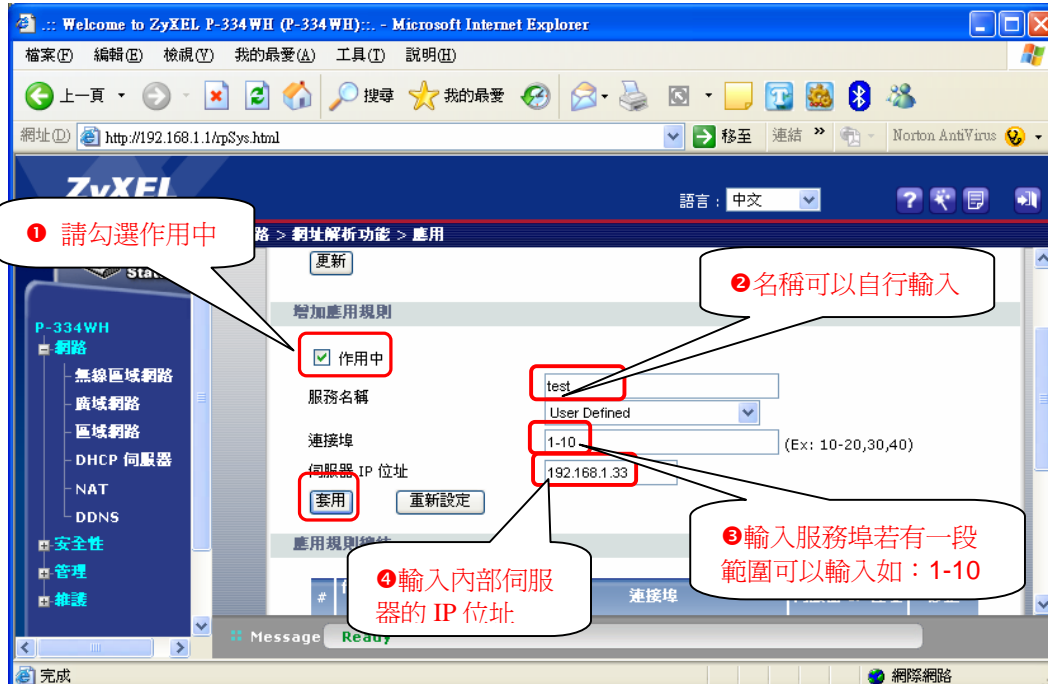 .:: Welcome to ZyXEL P-334WH (P-334WH)::. - Microsoft Internet Explorer
檔案(F) 編輯(E) 檢視(V) 我的最愛(A) 工具(T) 說明(H)
上一頁 搜尋 我的最愛
網址(D) http://192.168.1.1/rpSys.html 移至 連結 » Norton AntiVirus
ZyXEL
語言 : 中文
❶ 請勾選作用中
路 > 網址解析功能 > 應用
更新
❷名稱可以自行輸入
增加應用規則
P-334WH
網路
無線區域網路
廣域網路
區域網路
DHCP 伺服器
NAT
DDNS
安全性
管理
維護
作用中
服務名稱 test
User Defined
連接埠 1-10 (Ex: 10-20,30,40)
伺服器 IP 位址 192.168.1.33
套用 重新設定
❸輸入服務埠若有一段
範圍可以輸入如：1-10
應用規則
❹輸入內部伺服
器的 IP 位址
# 連接埠
Message Ready
完成 網際網路